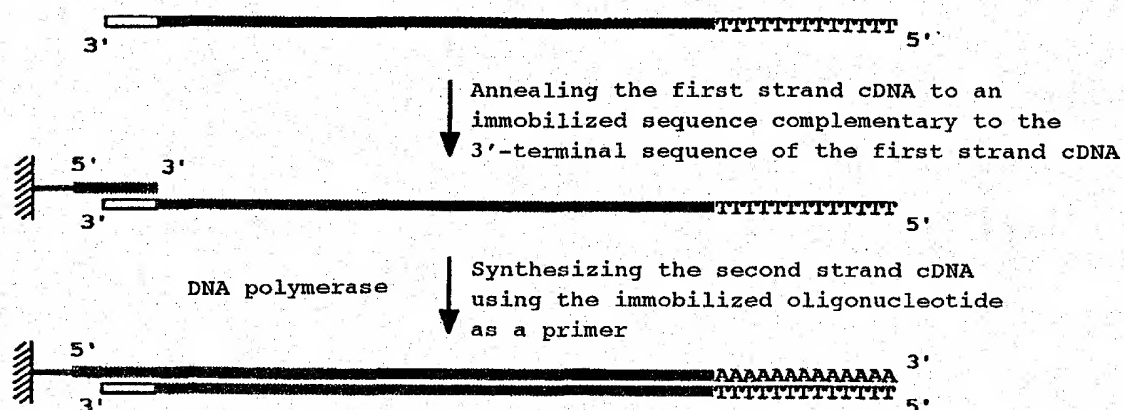 TTTTTTTTTTTTT
3' 5'
Annealing the first strand cDNA to an
immobilized sequence complementary to the
3'-terminal sequence of the first strand cDNA
5' 3'
TTTTTTTTTTTTT
3' 5'
DNA polymerase
Synthesizing the second strand cDNA
using the immobilized oligonucleotide
as a primer
5' 3'
AAAAAAAAAAAAA
TTTTTTTTTTTTT
3' 5'